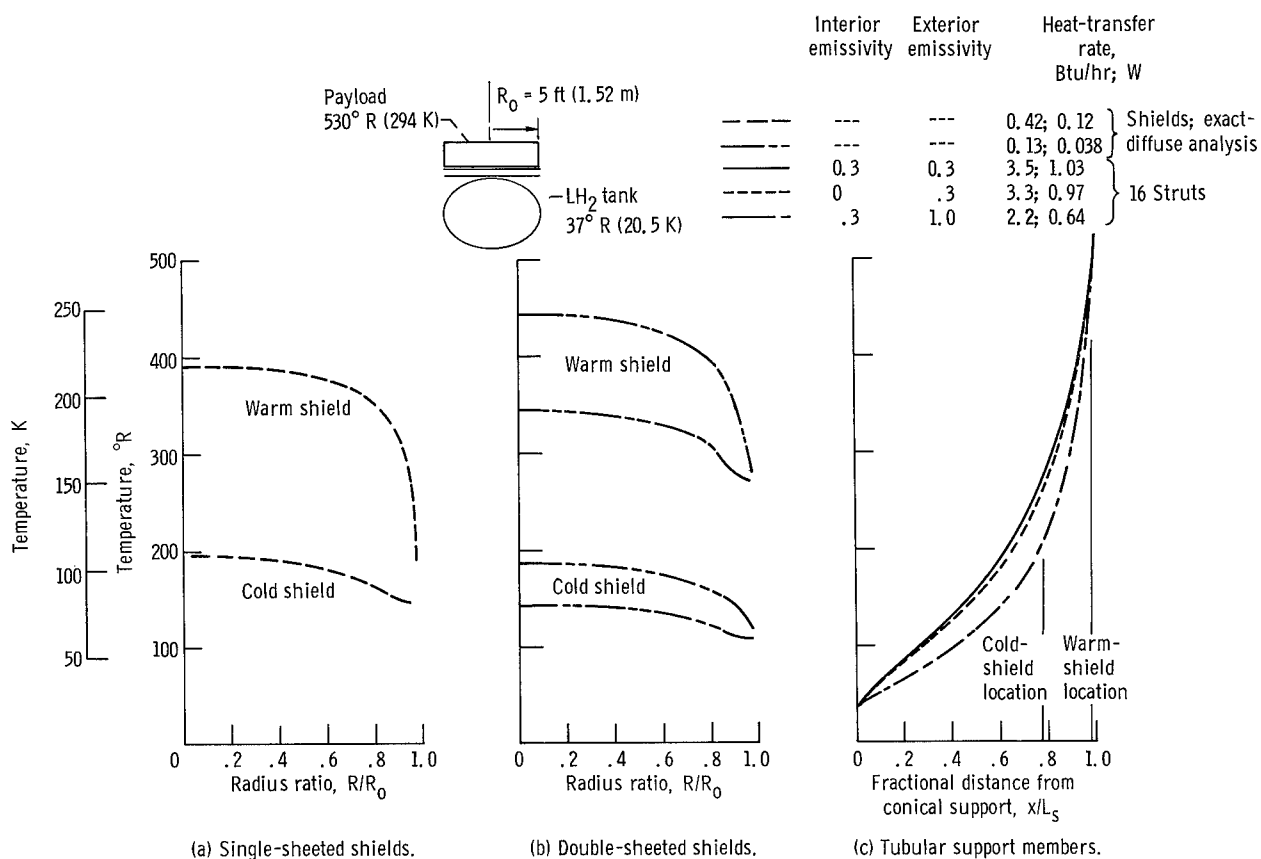 Interior Exterior Heat-transfer
emissivity emissivity rate,
Btu/hr; W
Payload
530° R (294 K)
R₀ = 5 ft (1.52 m)
LH₂ tank
37° R (20.5 K)
--- --- 0.42; 0.12
--- --- 0.13; 0.038
Shields; exact-
diffuse analysis
0.3 0.3 3.5; 1.03
0 .3 3.3; 0.97
.3 1.0 2.2; 0.64
16 Struts
Temperature, K
250
200
150
100
50
Temperature, °R
500
400
300
200
100
Warm shield
Cold shield
0 .2 .4 .6 .8 1.0
Radius ratio, R/R₀
(a) Single-sheeted shields.
Warm shield
Cold shield
0 .2 .4 .6 .8 1.0
Radius ratio, R/R₀
(b) Double-sheeted shields.
Cold-
shield
location
Warm-
shield
location
0 .2 .4 .6 .8 1.0
Fractional distance from
conical support, x/Lₛ
(c) Tubular support members.